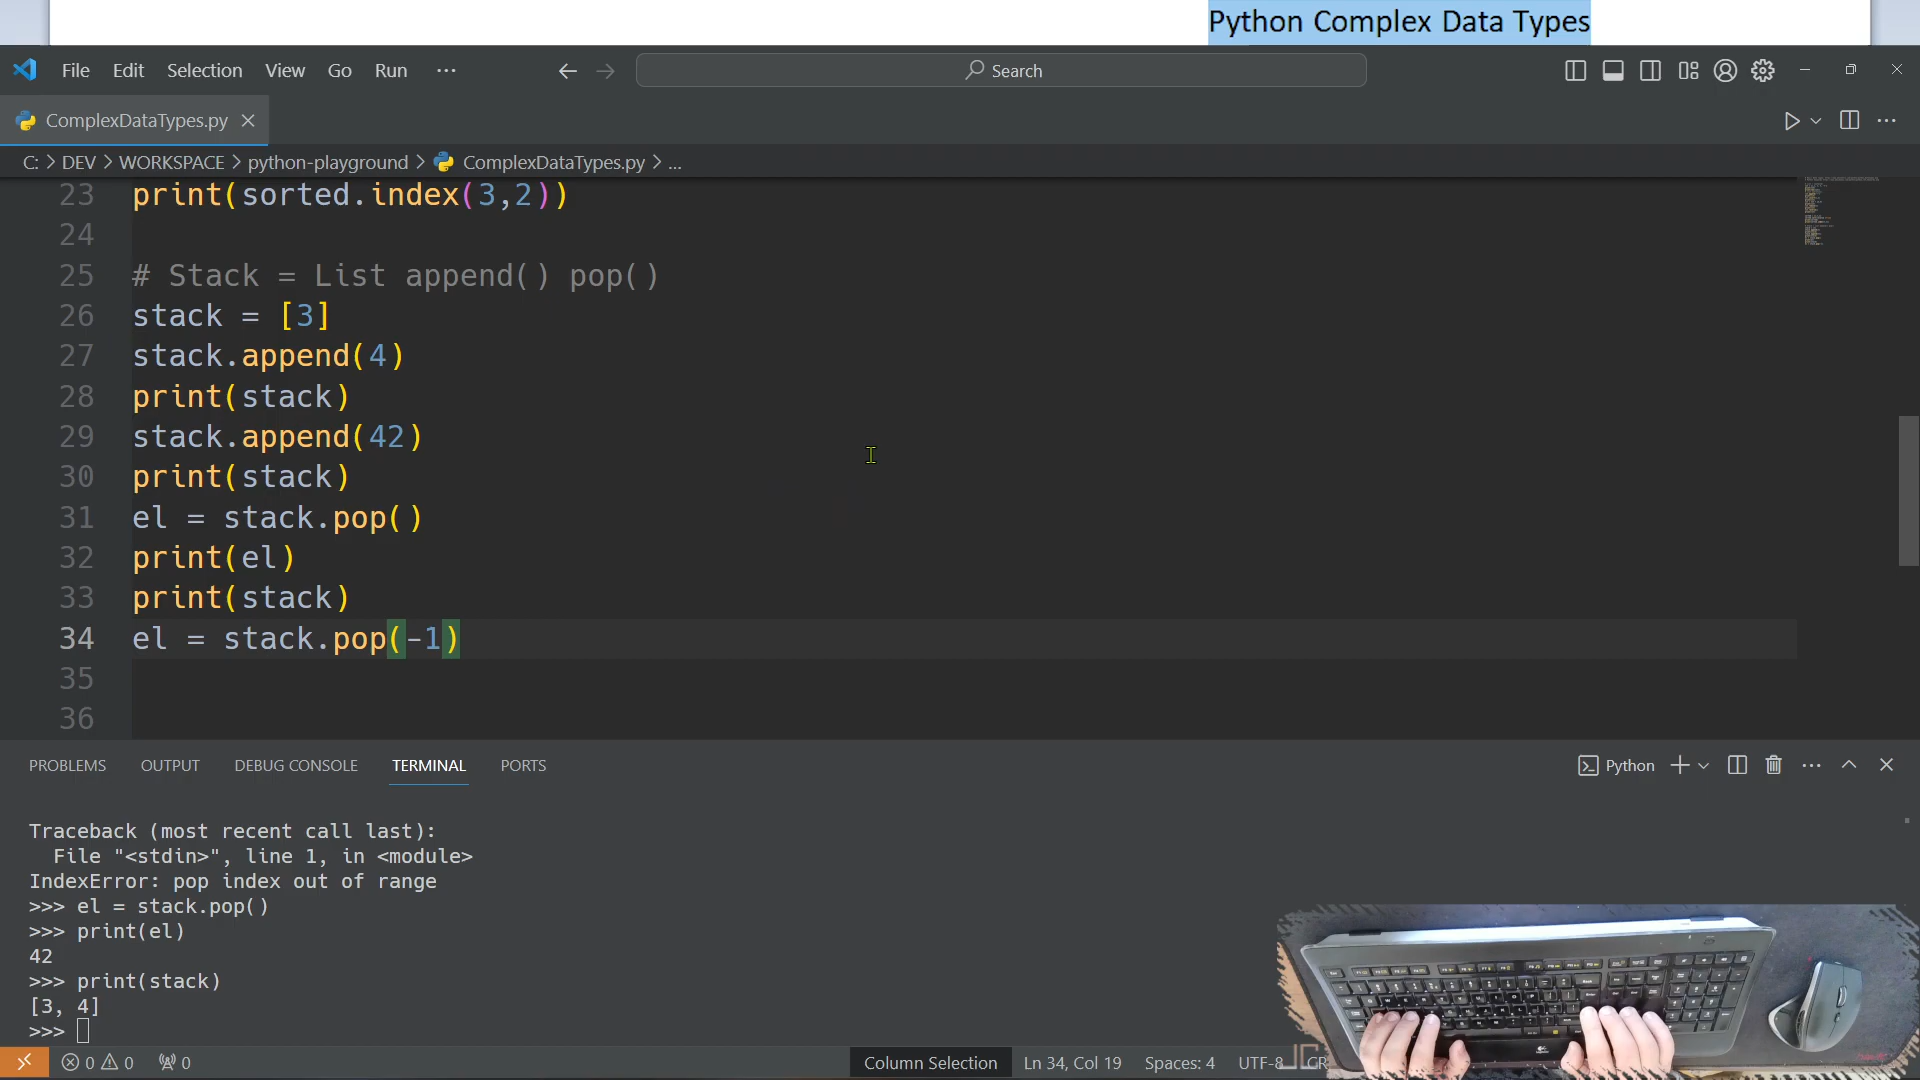 Python Complex Data Types
File Edit Selection View Go Run ...
Search
ComplexDataTypes.py
C: > DEV > WORKSPACE > python-playground > ComplexDataTypes.py > ...
23 print(sorted.index(3,2))
24
25 # Stack = List append() pop()
26 stack = [3]
27 stack.append(4)
28 print(stack)
29 stack.append(42)
30 print(stack)
31 el = stack.pop()
32 print(el)
33 print(stack)
34 el = stack.pop(-1)
35
36
PROBLEMS OUTPUT DEBUG CONSOLE TERMINAL PORTS
Python
Traceback (most recent call last):
File "<stdin>", line 1, in <module>
IndexError: pop index out of range
>>> el = stack.pop()
>>> print(el)
42
>>> print(stack)
[3, 4]
>>>
0 0 0 Column Selection Ln 34, Col 19 Spaces: 4 UTF-8